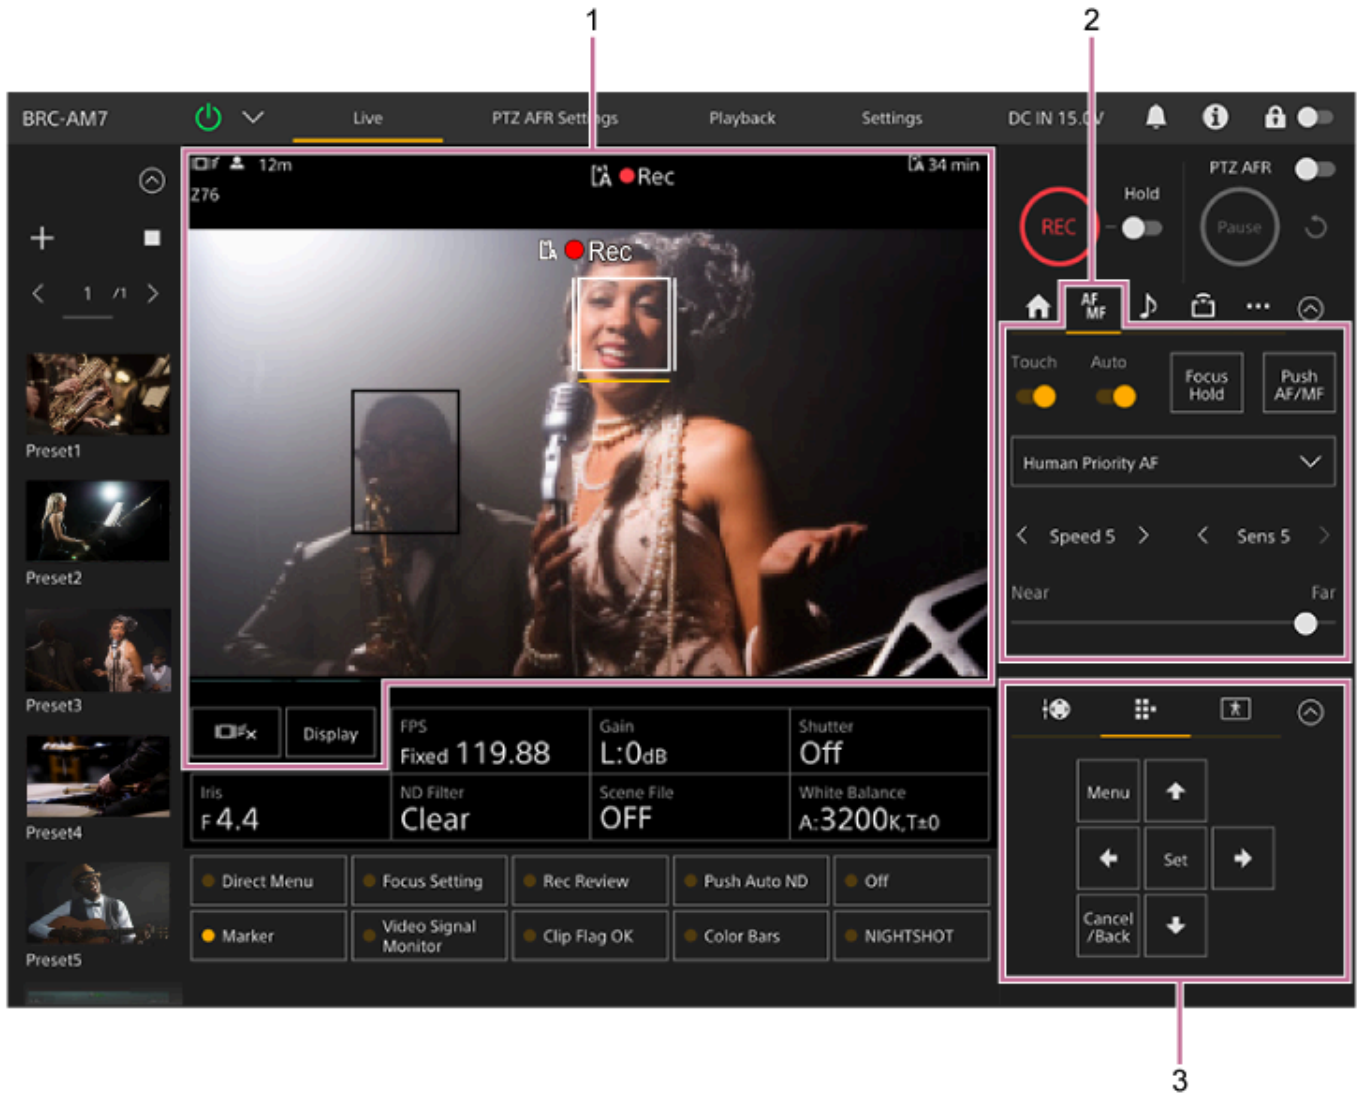 1
2
BRC-AM7
Live
PTZ AFR Settings
Playback
Settings
DC IN 15.0V
12m
Z76
A Rec
A 34 min
PTZ AFR
Hold
REC
Pause
1 /1
A Rec
AF
MF
Touch
Auto
Focus
Hold
Push
AF/MF
Preset1
Human Priority AF
Speed 5
Sens 5
Preset2
Near
Far
Preset3
Display
FPS
Fixed 119.88
Gain
L:0dB
Shutter
Off
Iris
F4.4
ND Filter
Clear
Scene File
OFF
White Balance
A:3200K,T±0
Menu
Preset4
Set
Direct Menu
Focus Setting
Rec Review
Push Auto ND
Off
Cancel
/Back
Marker
Video Signal
Monitor
Clip Flag OK
Color Bars
NIGHTSHOT
Preset5
3